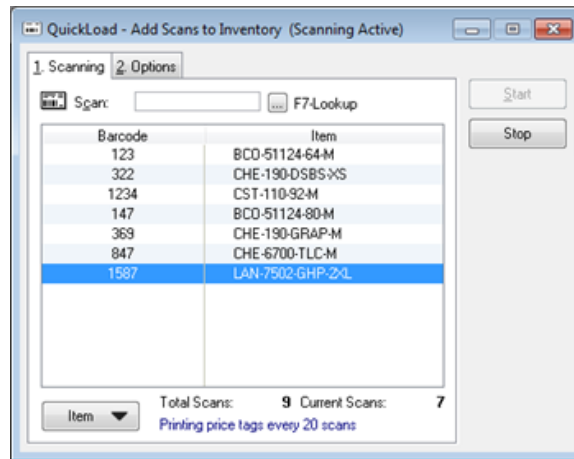 QuickLoad - Add Scans to Inventory (Scanning Active)
1. Scanning 2. Options
Scan: ... F7-Lookup
Start
Stop
Barcode Item
123 BCO-51124-64-M
322 CHE-190-DSBS-XS
1234 CST-110-92-M
147 BCO-51124-80-M
369 CHE-190-GRAP-M
847 CHE-6700-TLC-M
1587 LAN-7502-GHP-2XL
Item
Total Scans: 9 Current Scans: 7
Printing price tags every 20 scans